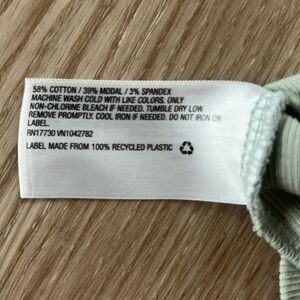 58% COTTON / 39% MODAL / 3% SPANDEX
MACHINE WASH COLD WITH LIKE COLORS. ONLY
NON-CHLORINE BLEACH IF NEEDED. TUMBLE DRY LOW.
REMOVE PROMPTLY. COOL IRON IF NEEDED. DO NOT IRON ON
LABEL.
RN17730 VN1042782
LABEL MADE FROM 100% RECYCLED PLASTIC